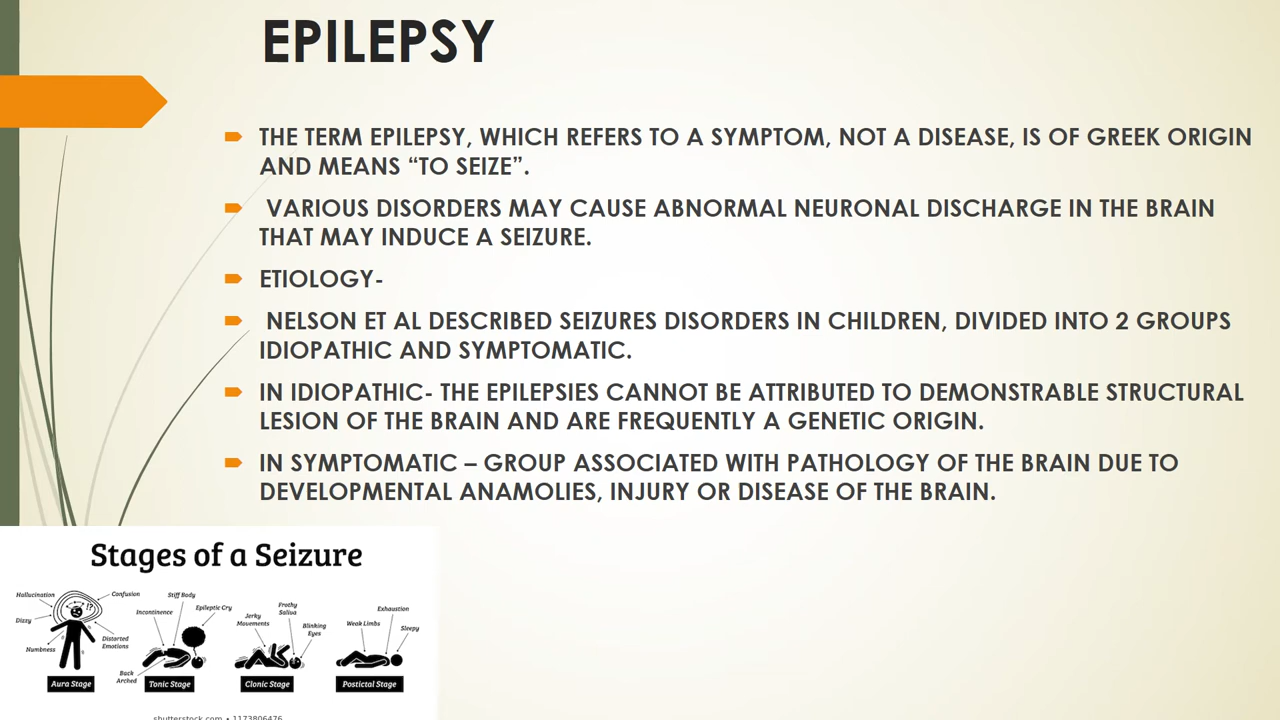 EPILEPSY
THE TERM EPILEPSY, WHICH REFERS TO A SYMPTOM, NOT A DISEASE, IS OF GREEK ORIGIN
AND MEANS “TO SEIZE”.
VARIOUS DISORDERS MAY CAUSE ABNORMAL NEURONAL DISCHARGE IN THE BRAIN
THAT MAY INDUCE A SEIZURE.
ETIOLOGY-
NELSON ET AL DESCRIBED SEIZURES DISORDERS IN CHILDREN, DIVIDED INTO 2 GROUPS
IDIOPATHIC AND SYMPTOMATIC.
IN IDIOPATHIC- THE EPILEPSIES CANNOT BE ATTRIBUTED TO DEMONSTRABLE STRUCTURAL
LESION OF THE BRAIN AND ARE FREQUENTLY A GENETIC ORIGIN.
IN SYMPTOMATIC – GROUP ASSOCIATED WITH PATHOLOGY OF THE BRAIN DUE TO
DEVELOPMENTAL ANAMOLIES, INJURY OR DISEASE OF THE BRAIN.
Stages of a Seizure
Hallucination
Confusion
!?
Dizzy
Numbness
Distorted
Emotions
Aura Stage
Stiff Body
Incontinence
Epileptic Cry
Back
Arched
Tonic Stage
Jerky
Movements
Frothy
Saliva
Blinking
Eyes
Clonic Stage
Exhaustion
Weak Limbs
Sleepy
Postictal Stage
shutterstock.com • 1173806476